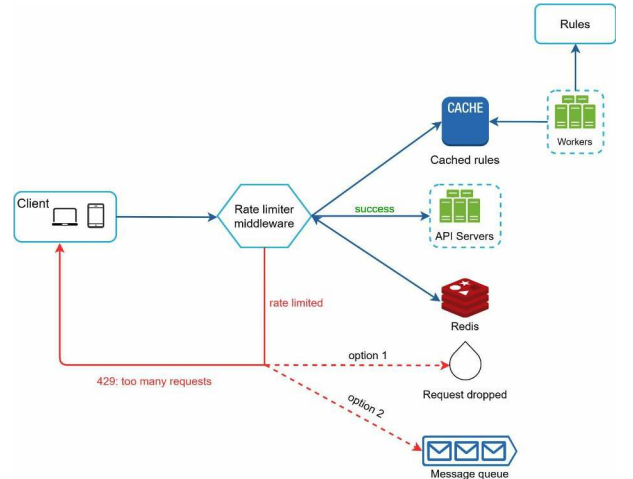 Rules
CACHE
Workers
Cached rules
Client
Rate limiter
middleware
success
API Servers
rate limited
Redis
option 1
429: too many requests
Request dropped
option 2
Message queue